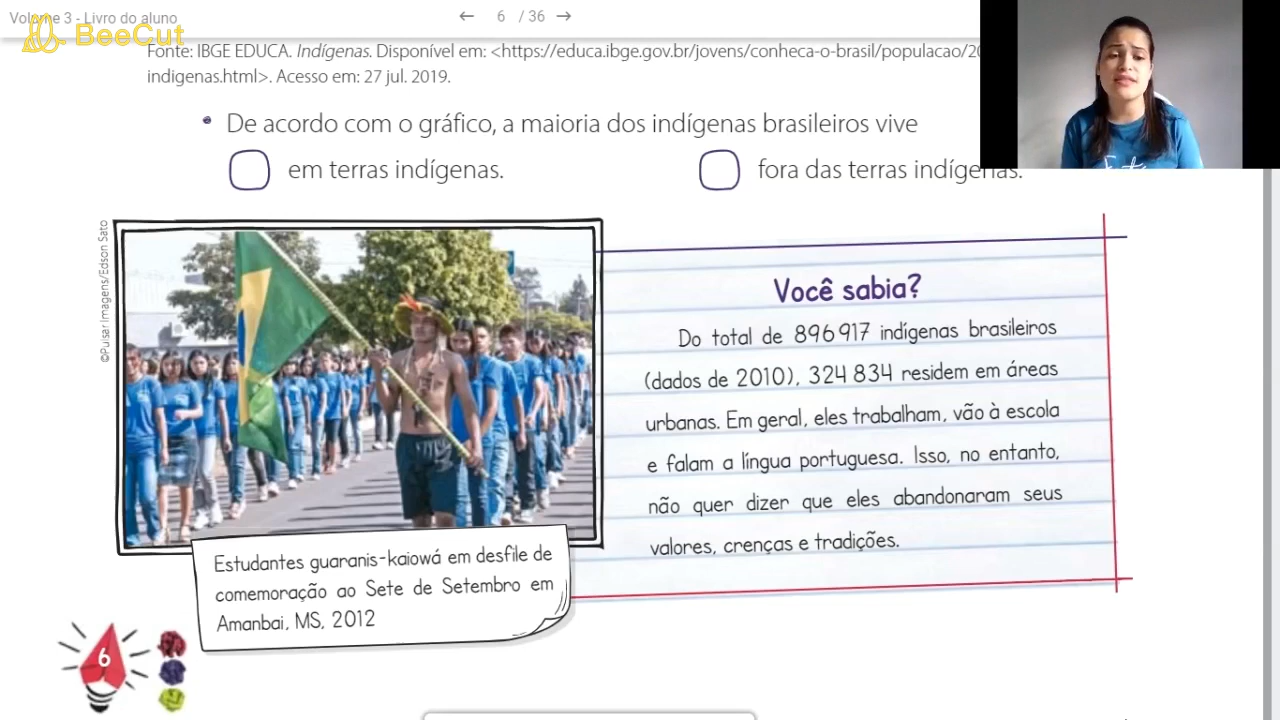 Volume 3 - Livro do aluno
6 / 36
BeeCut
Fonte: IBGE EDUCA. Indígenas. Disponível em: <https://educa.ibge.gov.br/jovens/conheca-o-brasil/populacao/20
indigenas.html>. Acesso em: 27 jul. 2019.
De acordo com o gráfico, a maioria dos indígenas brasileiros vive
em terras indígenas.
fora das terras indígenas.
©Pulsar Imagens/Edson Sato
Você sabia?
Do total de 896 917 indígenas brasileiros
(dados de 2010), 324 834 residem em áreas
urbanas. Em geral, eles trabalham, vão à escola
e falam a língua portuguesa. Isso, no entanto,
não quer dizer que eles abandonaram seus
valores, crenças e tradições.
Estudantes guaranis-kaiowá em desfile de
comemoração ao Sete de Setembro em
Amanbai, MS, 2012
6